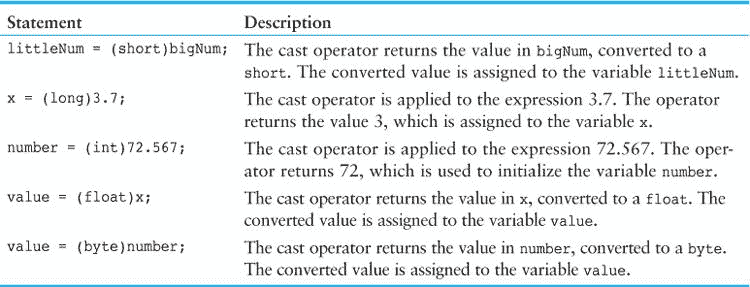 Statement Description
littleNum = (short)bigNum; The cast operator returns the value in bigNum, converted to a
short. The converted value is assigned to the variable littleNum.
x = (long)3.7; The cast operator is applied to the expression 3.7. The operator
returns the value 3, which is assigned to the variable x.
number = (int)72.567; The cast operator is applied to the expression 72.567. The oper-
ator returns 72, which is used to initialize the variable number.
value = (float)x; The cast operator returns the value in x, converted to a float. The
converted value is assigned to the variable value.
value = (byte)number; The cast operator returns the value in number, converted to a byte.
The converted value is assigned to the variable value.